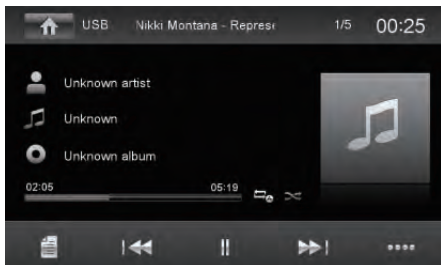 USB Nikki Montana - Represe 1/5 00:25
Unknown artist
Unknown
Unknown album
02:05 05:19